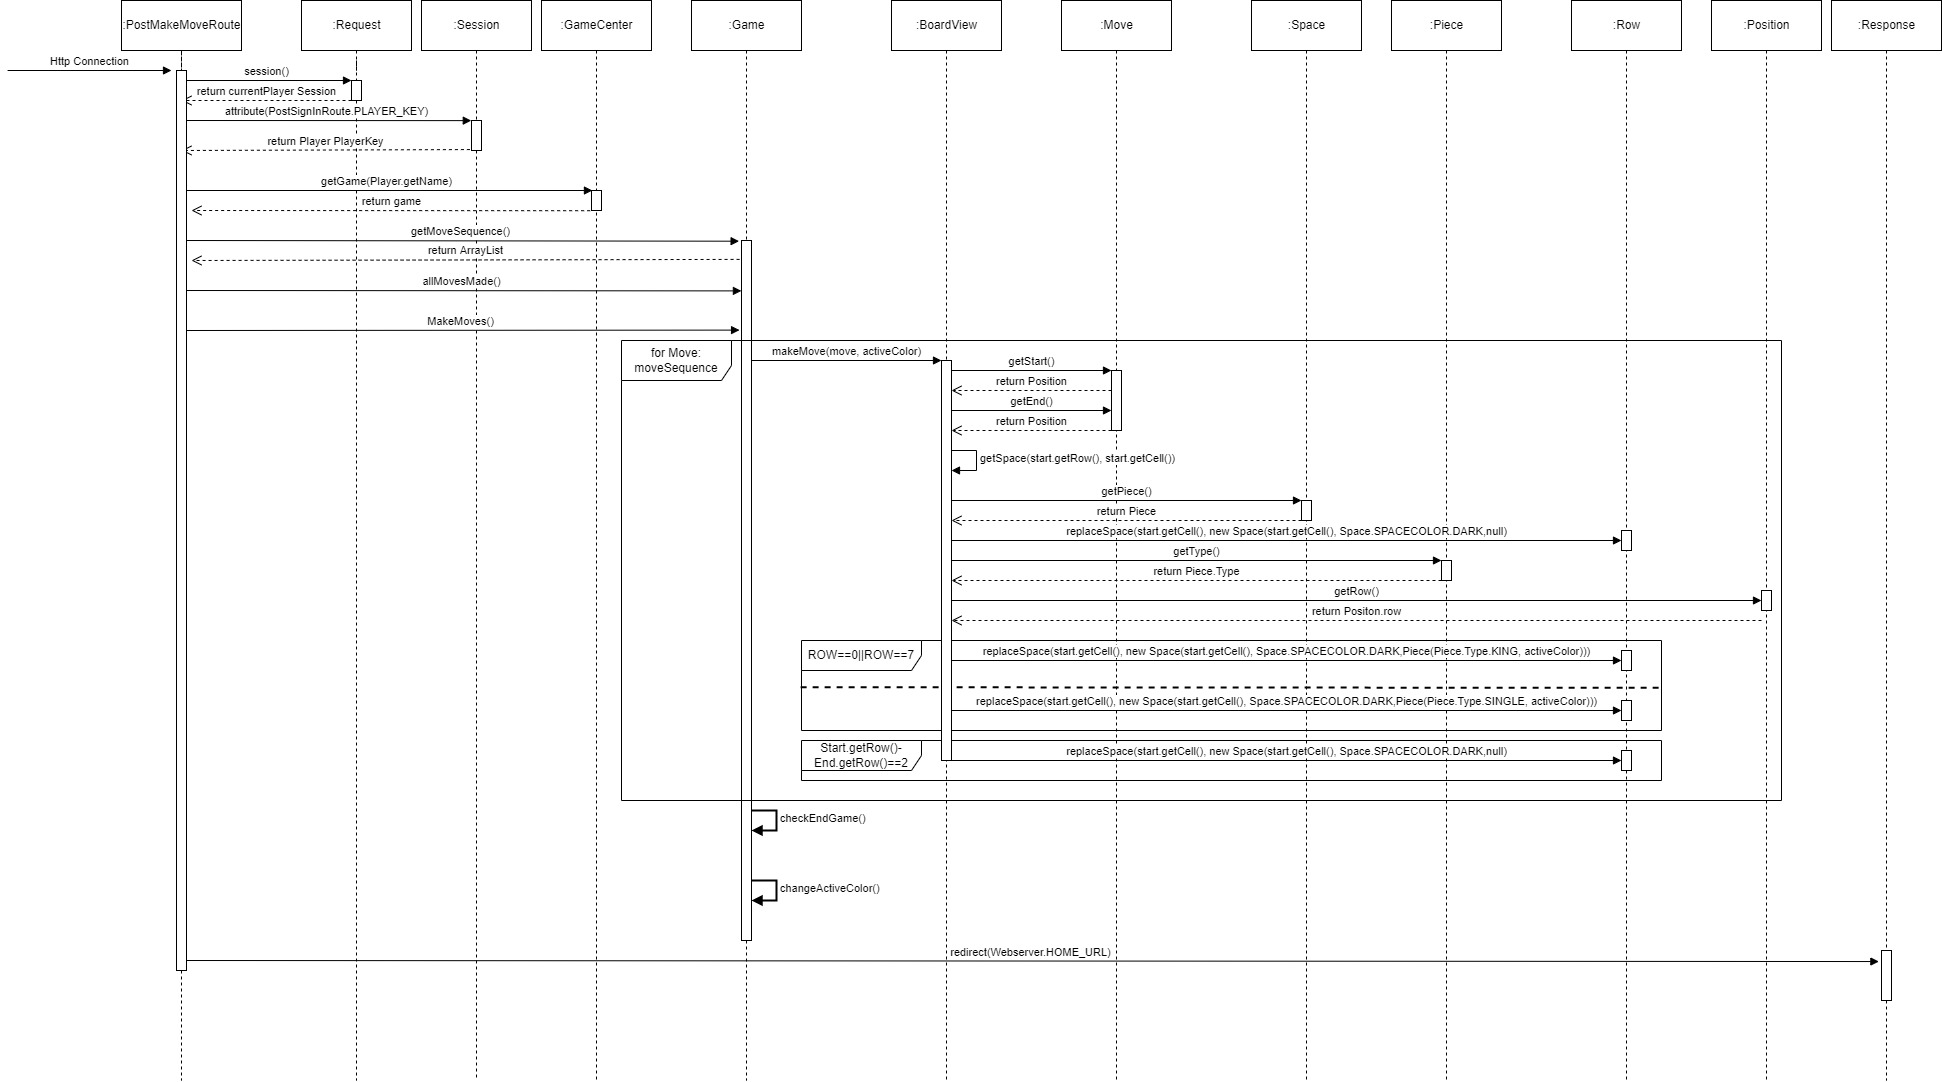 :PostMakeMoveRoute
:Request
:Session
:GameCenter
:Game
:BoardView
:Move
:Space
:Piece
:Row
:Position
:Response
Http Connection
session()
return currentPlayer Session
attribute(PostSignInRoute.PLAYER_KEY)
return Player PlayerKey
getGame(Player.getName)
return game
getMoveSequence()
return ArrayList
allMovesMade()
MakeMoves()
for Move:
moveSequence
makeMove(move, activeColor)
getStart()
return Position
getEnd()
return Position
getSpace(start.getRow(), start.getCell())
getPiece()
return Piece
replaceSpace(start.getCell(), new Space(start.getCell(), Space.SPACECOLOR.DARK,null)
getType()
return Piece.Type
getRow()
return Positon.row
ROW==0||ROW==7
replaceSpace(start.getCell(), new Space(start.getCell(), Space.SPACECOLOR.DARK,Piece(Piece.Type.KING, activeColor)))
replaceSpace(start.getCell(), new Space(start.getCell(), Space.SPACECOLOR.DARK,Piece(Piece.Type.SINGLE, activeColor)))
Start.getRow()-
End.getRow()==2
replaceSpace(start.getCell(), new Space(start.getCell(), Space.SPACECOLOR.DARK,null)
checkEndGame()
changeActiveColor()
redirect(Webserver.HOME_URL)